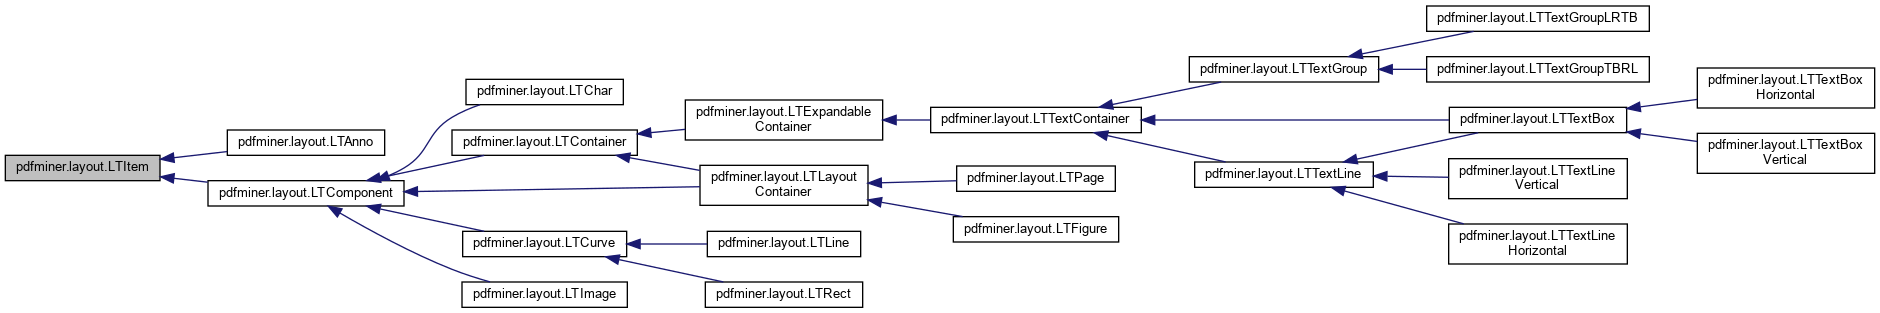 pdfminer.layout.LTItem
pdfminer.layout.LTAnno
pdfminer.layout.LTComponent
pdfminer.layout.LTChar
pdfminer.layout.LTContainer
pdfminer.layout.LTCurve
pdfminer.layout.LTImage
pdfminer.layout.LTExpandable
Container
pdfminer.layout.LTLayout
Container
pdfminer.layout.LTLine
pdfminer.layout.LTRect
pdfminer.layout.LTTextContainer
pdfminer.layout.LTPage
pdfminer.layout.LTFigure
pdfminer.layout.LTTextGroup
pdfminer.layout.LTTextLine
pdfminer.layout.LTTextGroupLRTB
pdfminer.layout.LTTextGroupTBRL
pdfminer.layout.LTTextBox
pdfminer.layout.LTTextLine
Vertical
pdfminer.layout.LTTextLine
Horizontal
pdfminer.layout.LTTextBox
Horizontal
pdfminer.layout.LTTextBox
Vertical